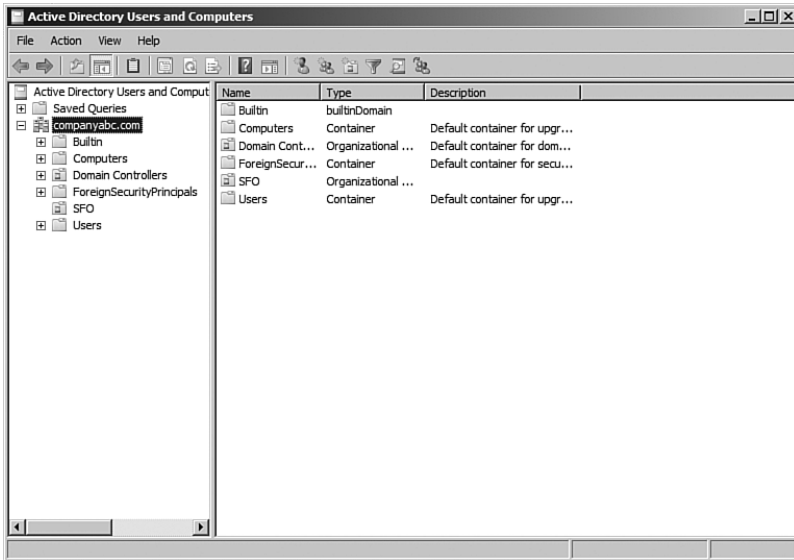 Active Directory Users and Computers
File Action View Help
Active Directory Users and Comput
Saved Queries
companyabc.com
Builtin
Computers
Domain Controllers
ForeignSecurityPrincipals
SFO
Users
Name Type Description
Builtin builtinDomain
Computers Container Default container for upgr...
Domain Cont... Organizational ... Default container for dom...
ForeignSecur... Container Default container for secu...
SFO Organizational ...
Users Container Default container for upgr...